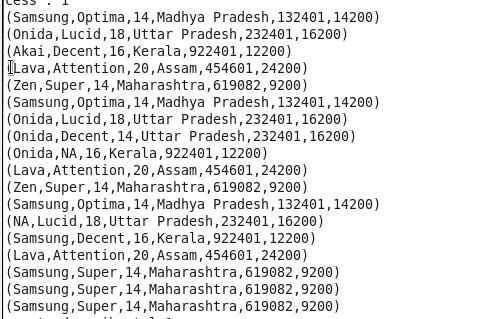 cess : 1
(Samsung,Optima,14,Madhya Pradesh,132401,14200)
(Onida,Lucid,18,Uttar Pradesh,232401,16200)
(Akai,Decent,16,Kerala,922401,12200)
(Lava,Attention,20,Assam,454601,24200)
(Zen,Super,14,Maharashtra,619082,9200)
(Samsung,Optima,14,Madhya Pradesh,132401,14200)
(Onida,Lucid,18,Uttar Pradesh,232401,16200)
(Onida,Decent,14,Uttar Pradesh,232401,16200)
(Onida,NA,16,Kerala,922401,12200)
(Lava,Attention,20,Assam,454601,24200)
(Zen,Super,14,Maharashtra,619082,9200)
(Samsung,Optima,14,Madhya Pradesh,132401,14200)
(NA,Lucid,18,Uttar Pradesh,232401,16200)
(Samsung,Decent,16,Kerala,922401,12200)
(Lava,Attention,20,Assam,454601,24200)
(Samsung,Super,14,Maharashtra,619082,9200)
(Samsung,Super,14,Maharashtra,619082,9200)
(Samsung,Super,14,Maharashtra,619082,9200)